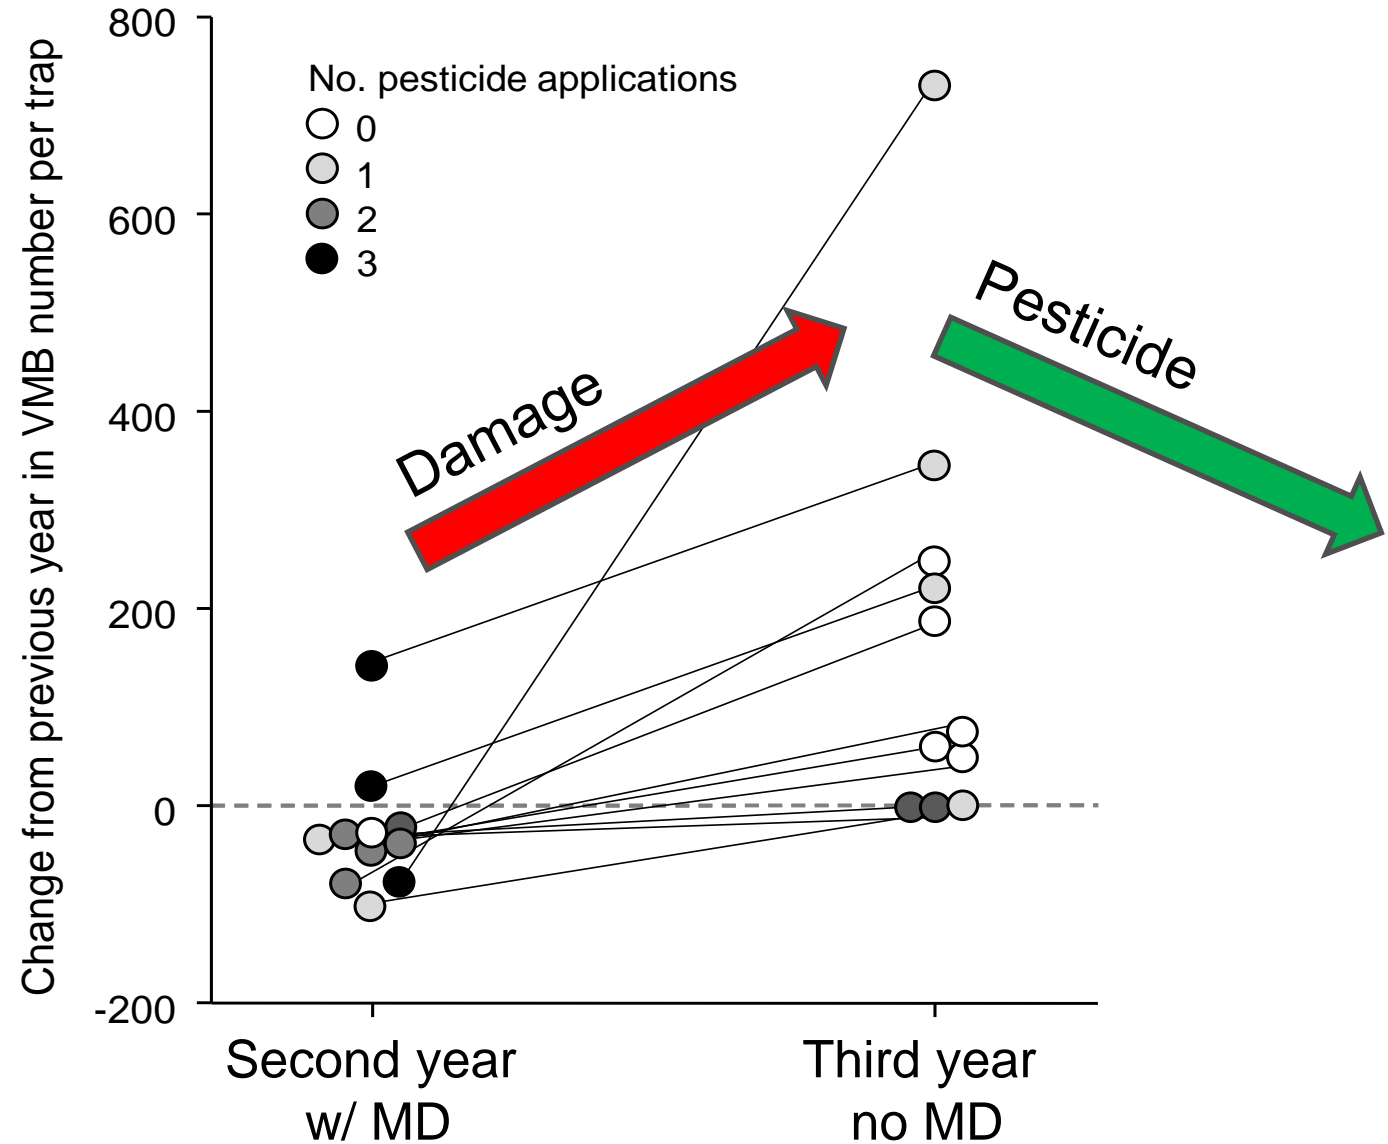 Change from previous year in VMB number per trap
800
600
400
200
0
-200
No. pesticide applications
0
1
2
3
Damage
Pesticide
Second year
w/ MD
Third year
no MD